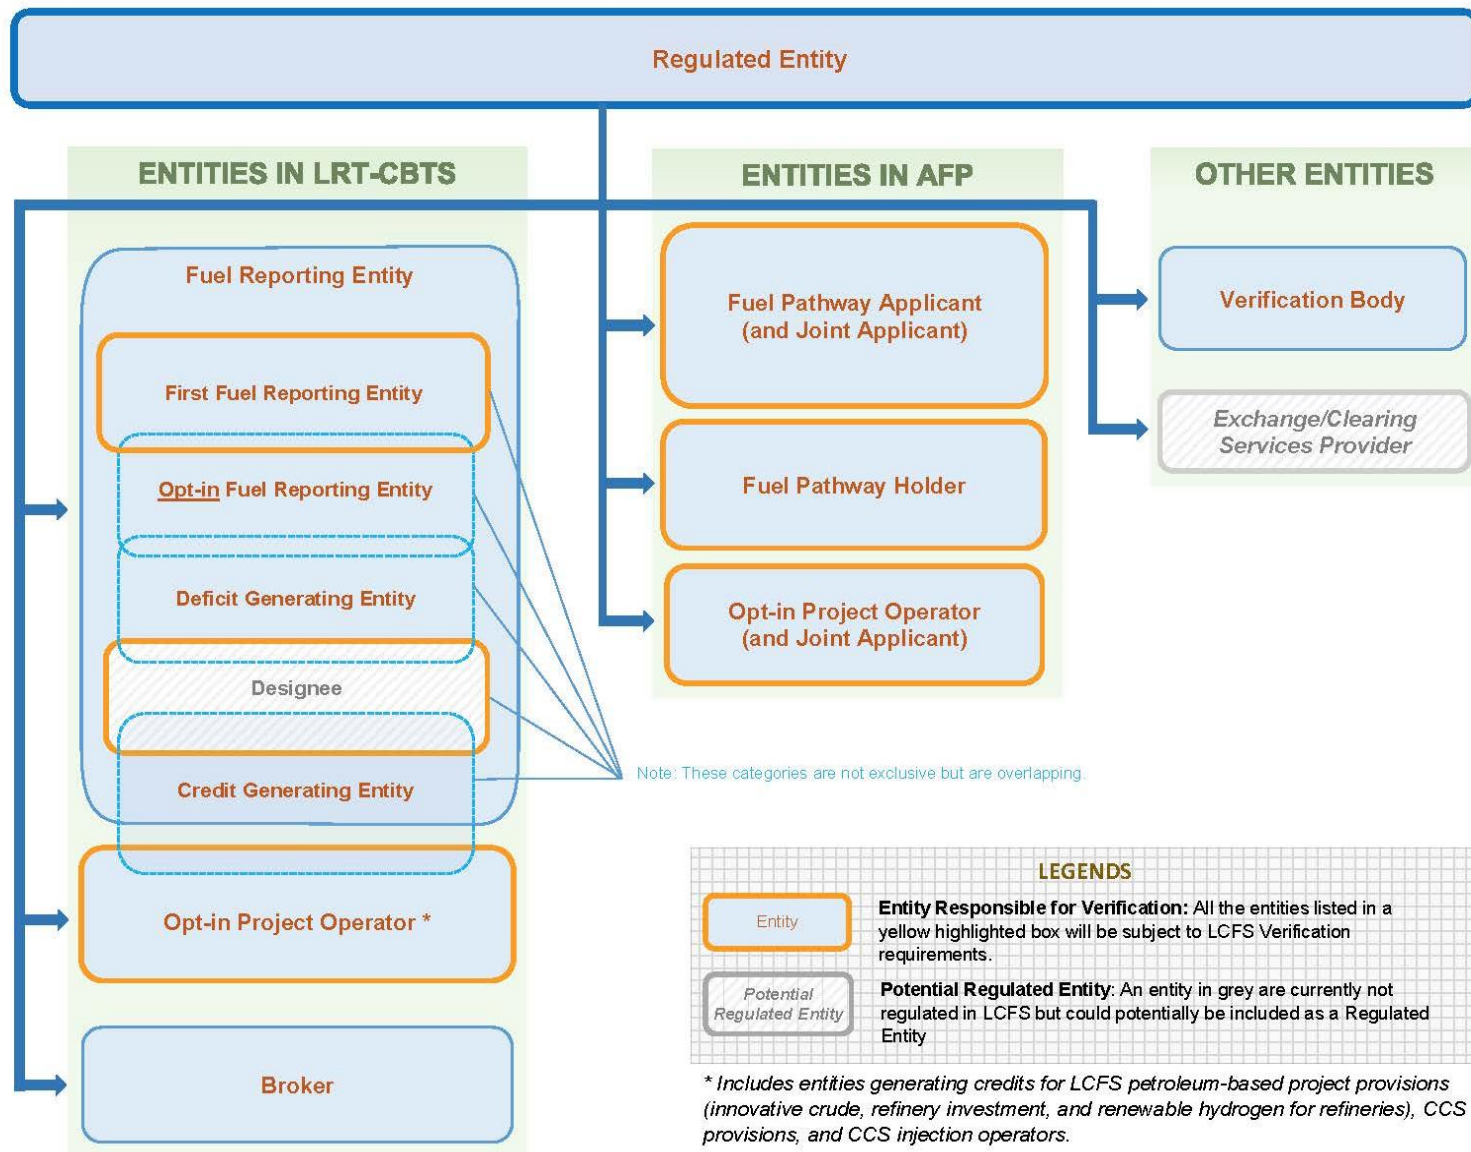 Regulated Entity
ENTITIES IN LRT-CBTS
Fuel Reporting Entity
First Fuel Reporting Entity
Opt-in Fuel Reporting Entity
Deficit Generating Entity
Designee
Credit Generating Entity
Opt-in Project Operator *
Broker
ENTITIES IN AFP
Fuel Pathway Applicant
(and Joint Applicant)
Fuel Pathway Holder
Opt-in Project Operator
(and Joint Applicant)
OTHER ENTITIES
Verification Body
Exchange/Clearing
Services Provider
Note: These categories are not exclusive but are overlapping.
LEGENDS
Entity
Entity Responsible for Verification: All the entities listed in a
yellow highlighted box will be subject to LCFS Verification
requirements.
Potential
Regulated Entity
Potential Regulated Entity: An entity in grey are currently not
regulated in LCFS but could potentially be included as a Regulated
Entity
* Includes entities generating credits for LCFS petroleum-based project provisions
(innovative crude, refinery investment, and renewable hydrogen for refineries), CCS
provisions, and CCS injection operators.